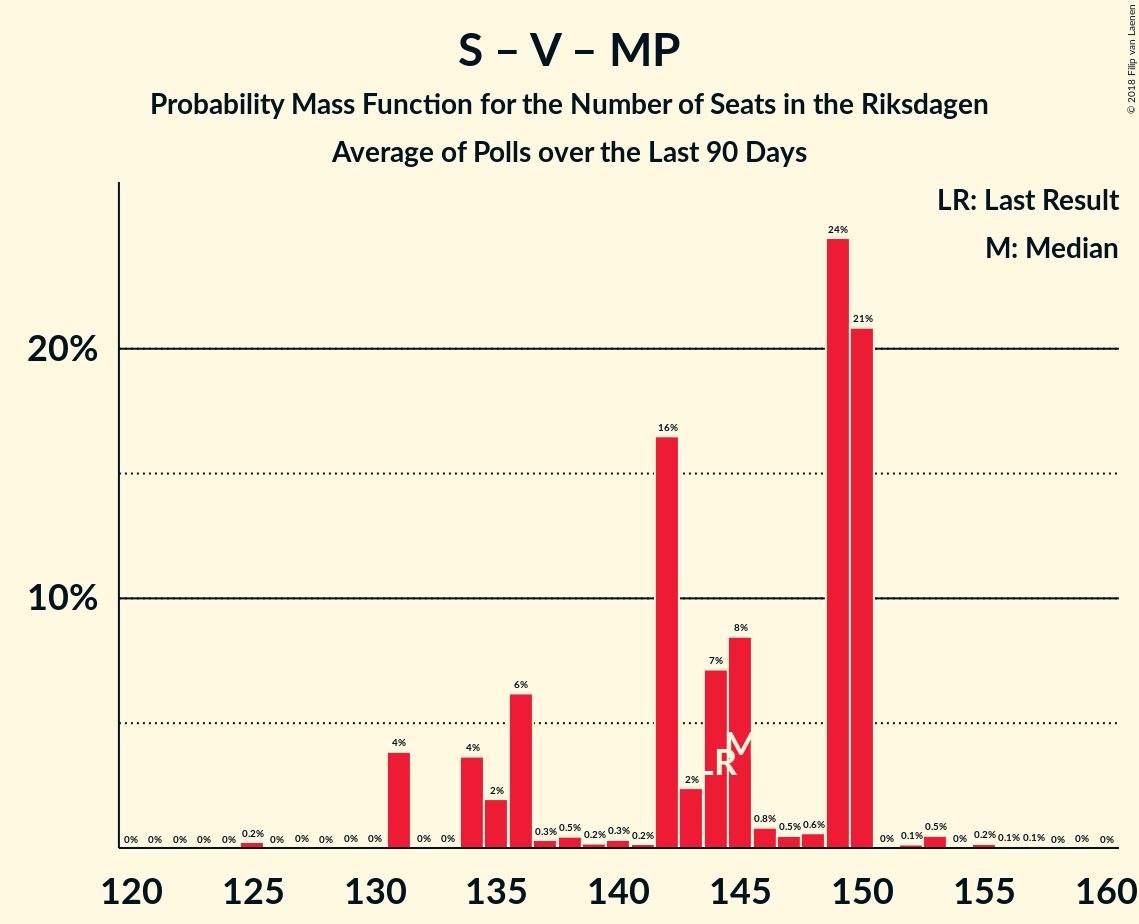 S – V – MP
Probability Mass Function for the Number of Seats in the Riksdagen
Average of Polls over the Last 90 Days
© 2018 Filip van Laenen
LR: Last Result
M: Median
20%
10%
0% 0% 0% 0% 0% 0.2% 0% 0% 0% 0% 0% 4% 0% 0% 4% 2% 6% 0.3% 0.5% 0.2% 0.3% 0.2% 16% 2% 7% 8% 0.8% 0.5% 0.6% 24% 21% 0% 0.1% 0.5% 0% 0.2% 0.1% 0.1% 0% 0% 0%
LR
M
120 125 130 135 140 145 150 155 160